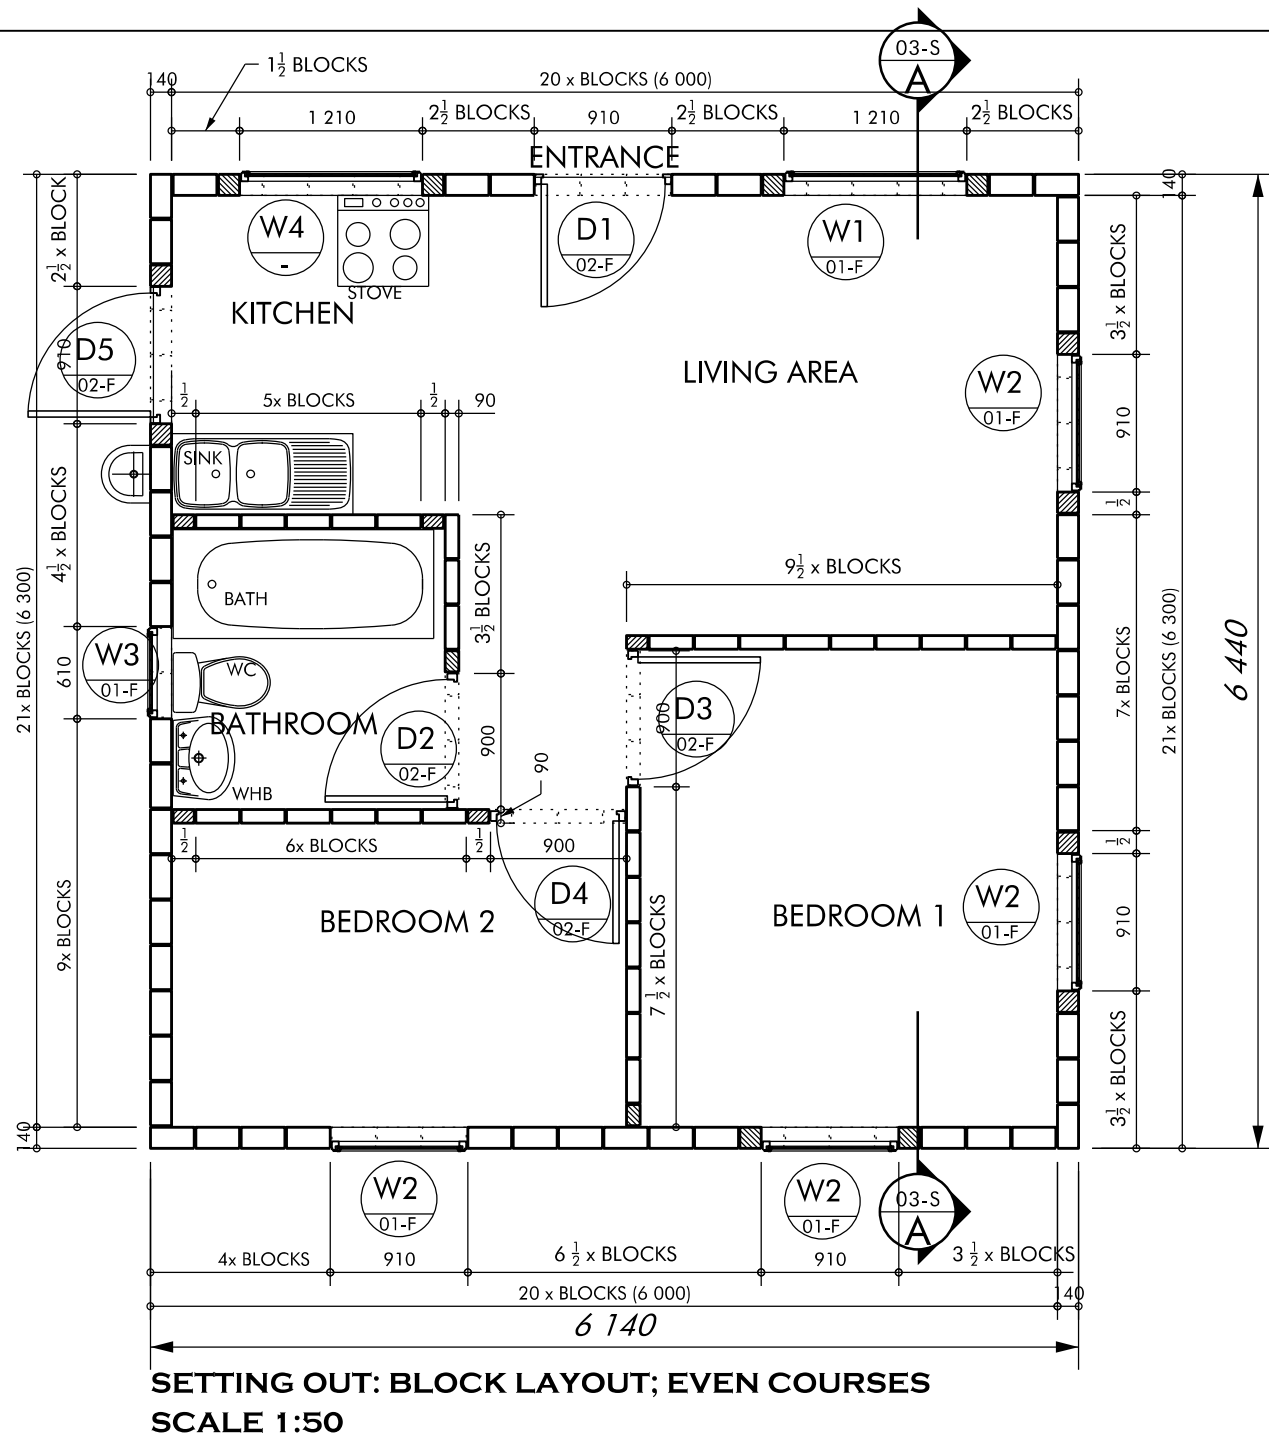 03-S
A
1½ BLOCKS
140
20 x BLOCKS (6 000)
1 210
2½ BLOCKS
910
2½ BLOCKS
1 210
2½ BLOCKS
ENTRANCE
140
2½ x BLOCK
W4
-
D1
02-F
W1
01-F
STOVE
KITCHEN
3½ x BLOCKS
D5
02-F
910
LIVING AREA
W2
01-F
910
½
5x BLOCKS
½
90
SINK
4½ x BLOCKS
½
3½ BLOCKS
9½ x BLOCKS
BATH
21x BLOCKS (6 300)
W3
01-F
610
WC
BATHROOM
D2
02-F
900
D3
02-F
900
7x BLOCKS
21x BLOCKS (6 300)
6 440
WHB
90
½
6x BLOCKS
½
900
½
9x BLOCKS
BEDROOM 2
D4
02-F
BEDROOM 1
W2
01-F
910
7 ½ x BLOCKS
3½ x BLOCKS
140
W2
01-F
W2
01-F
03-S
A
4x BLOCKS
910
6 ½ x BLOCKS
910
3 ½ x BLOCKS
20 x BLOCKS (6 000)
140
6 140
SETTING OUT: BLOCK LAYOUT; EVEN COURSES
SCALE 1:50